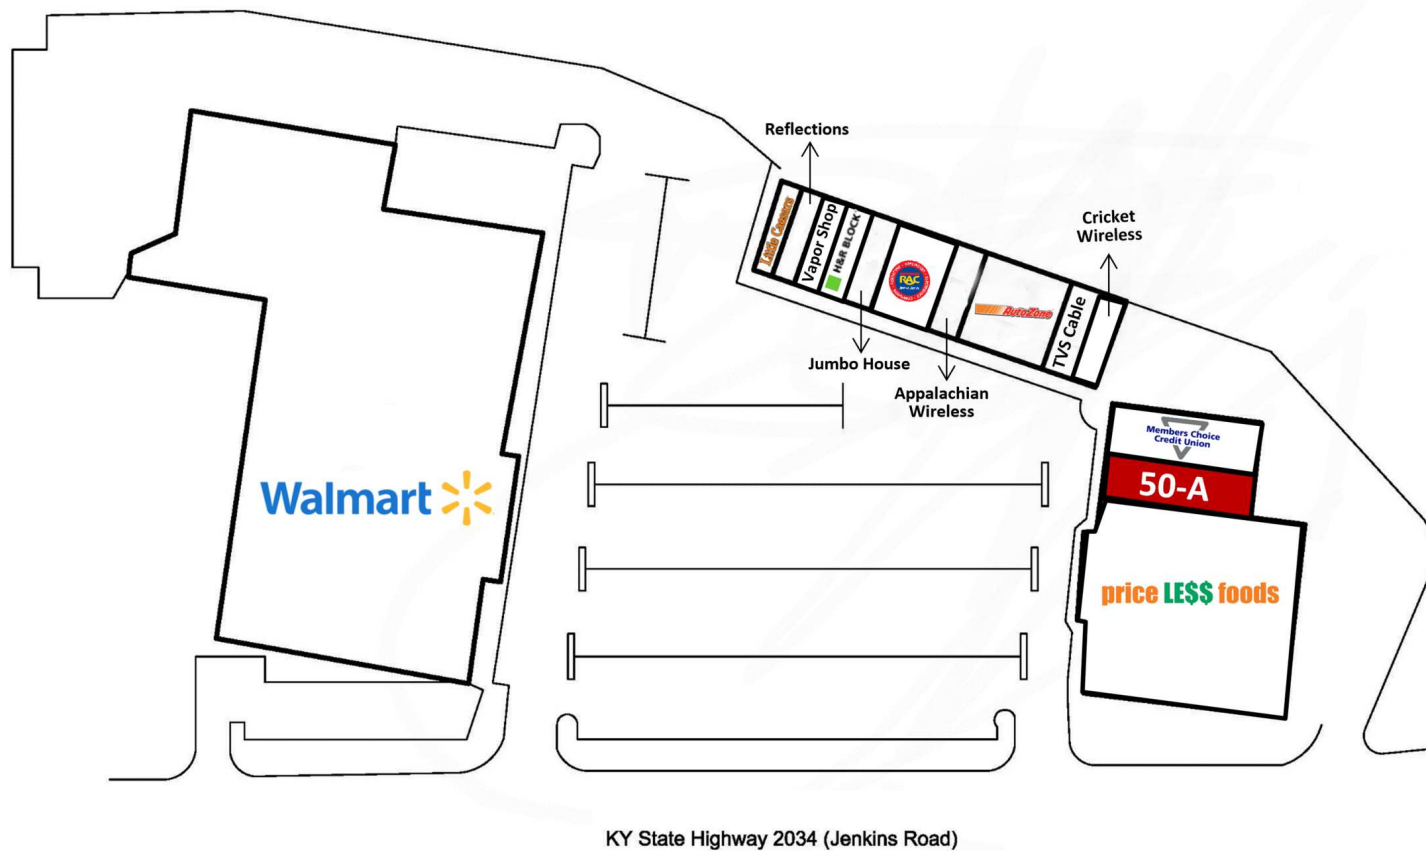 Reflections
Little Caesars
Vapor Shop
H&R BLOCK
RAC
Jumbo House
Appalachian
Wireless
AutoZone
TVS Cable
Cricket
Wireless
Members Choice
Credit Union
50-A
Walmart
price LE$$ foods
KY State Highway 2034 (Jenkins Road)